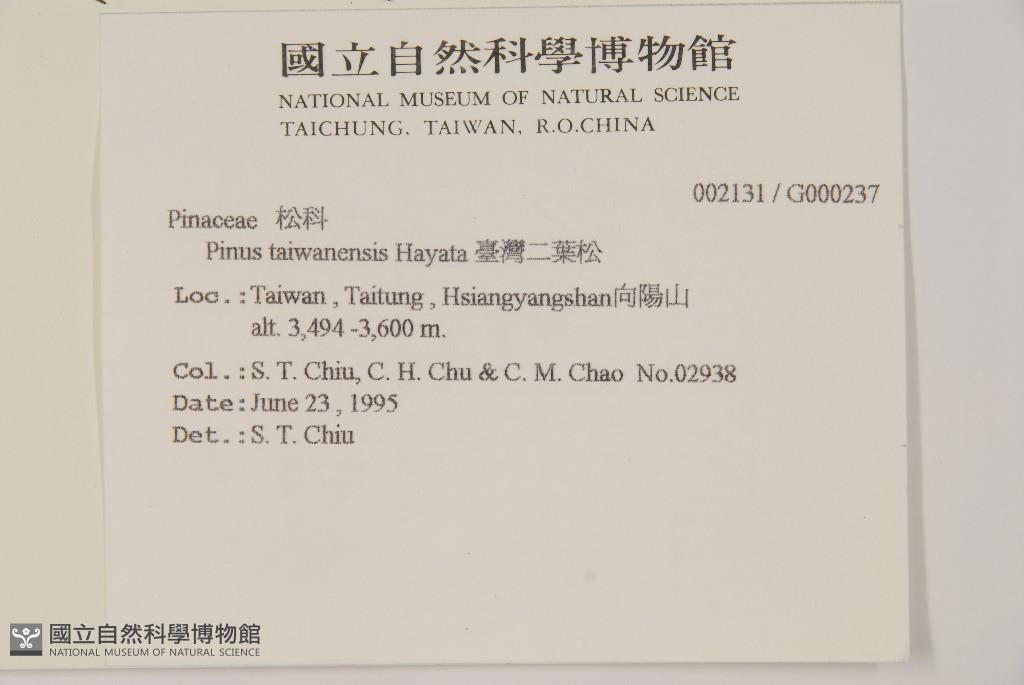 國立自然科學博物館
NATIONAL MUSEUM OF NATURAL SCIENCE
TAICHUNG, TAIWAN, R.O.CHINA
002131 / G000237
Pinaceae 松科
Pinus taiwanensis Hayata 臺灣二葉松
Loc.: Taiwan , Taitung , Hsiangyangshan向陽山
alt. 3,494 -3,600 m.
Col.: S. T. Chiu, C. H. Chu & C. M. Chao No.02938
Date: June 23 , 1995
Det.: S. T. Chiu
國立自然科學博物館
NATIONAL MUSEUM OF NATURAL SCIENCE